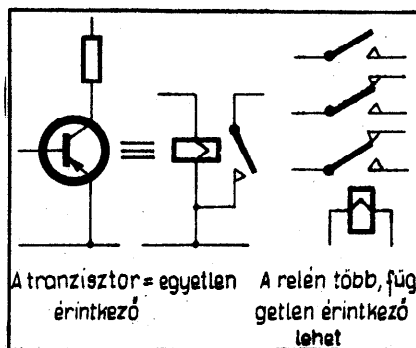 A tranzisztor = egyetlen
érintkező
A relén több, füg
getlen érintkező
lehet